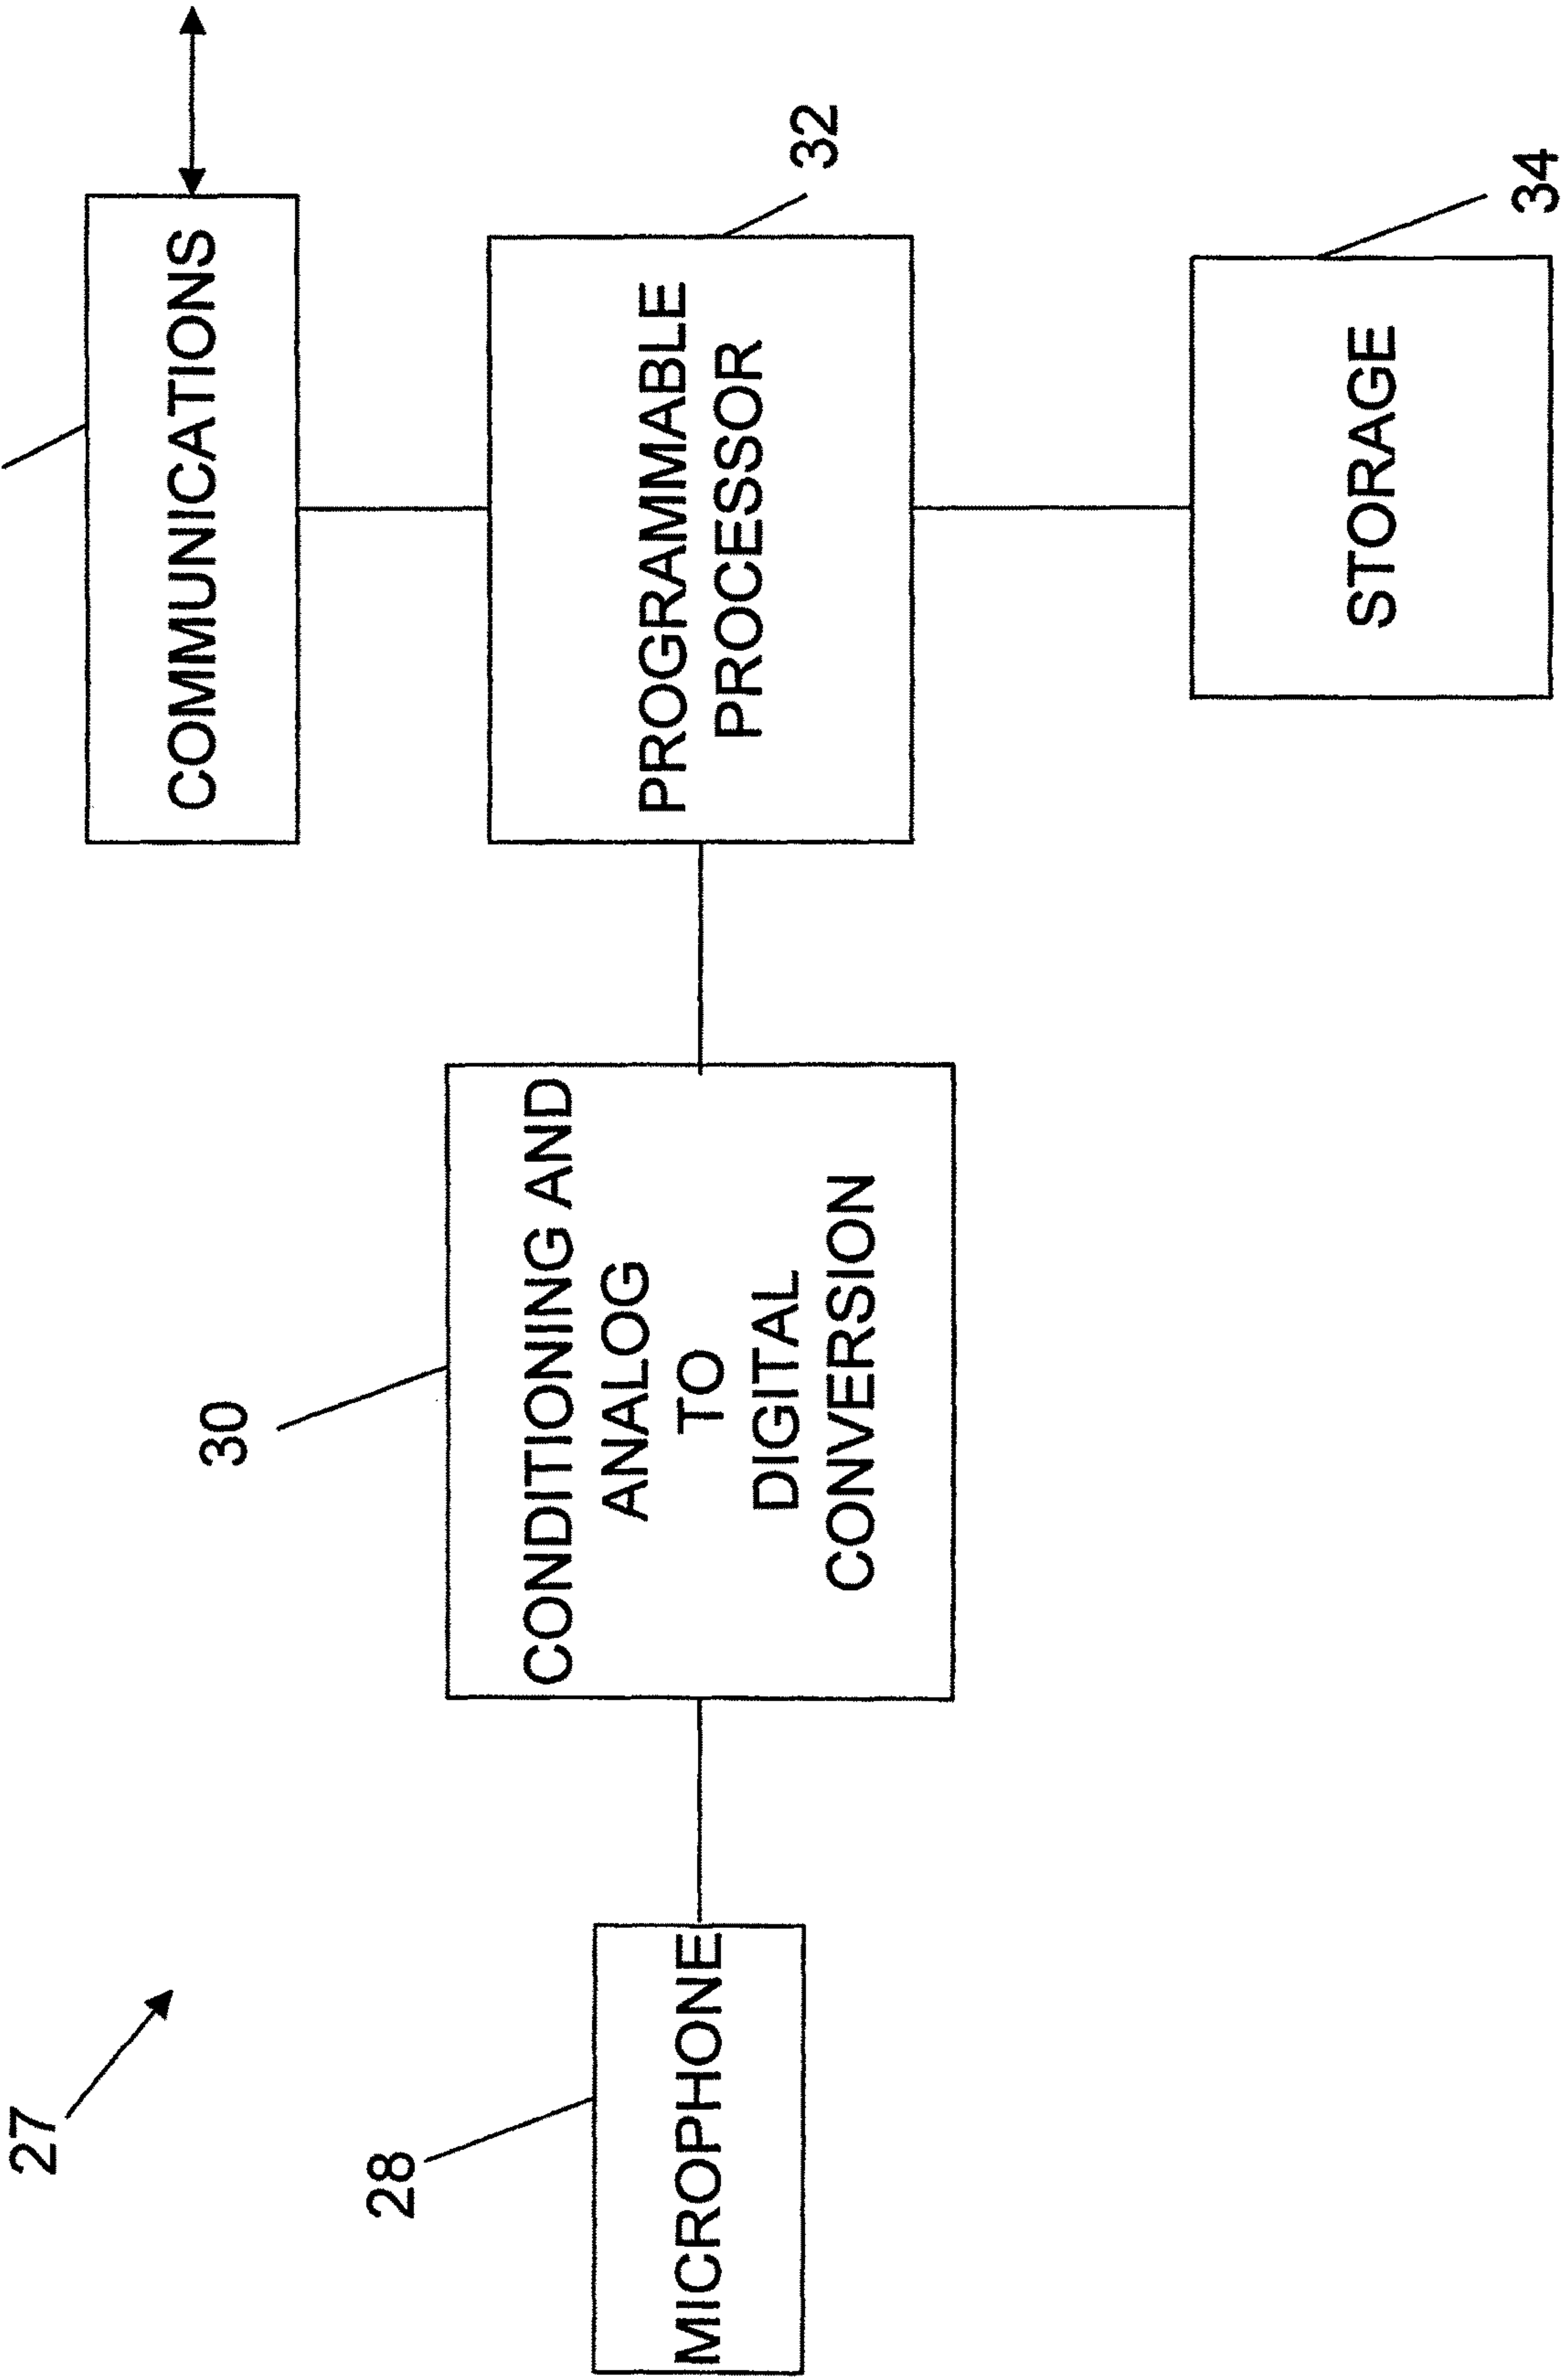 27
28
MICROPHONE
30
CONDITIONING AND
ANALOG
TO
DIGITAL
CONVERSION
COMMUNICATIONS
32
PROGRAMMABLE
PROCESSOR
34
STORAGE